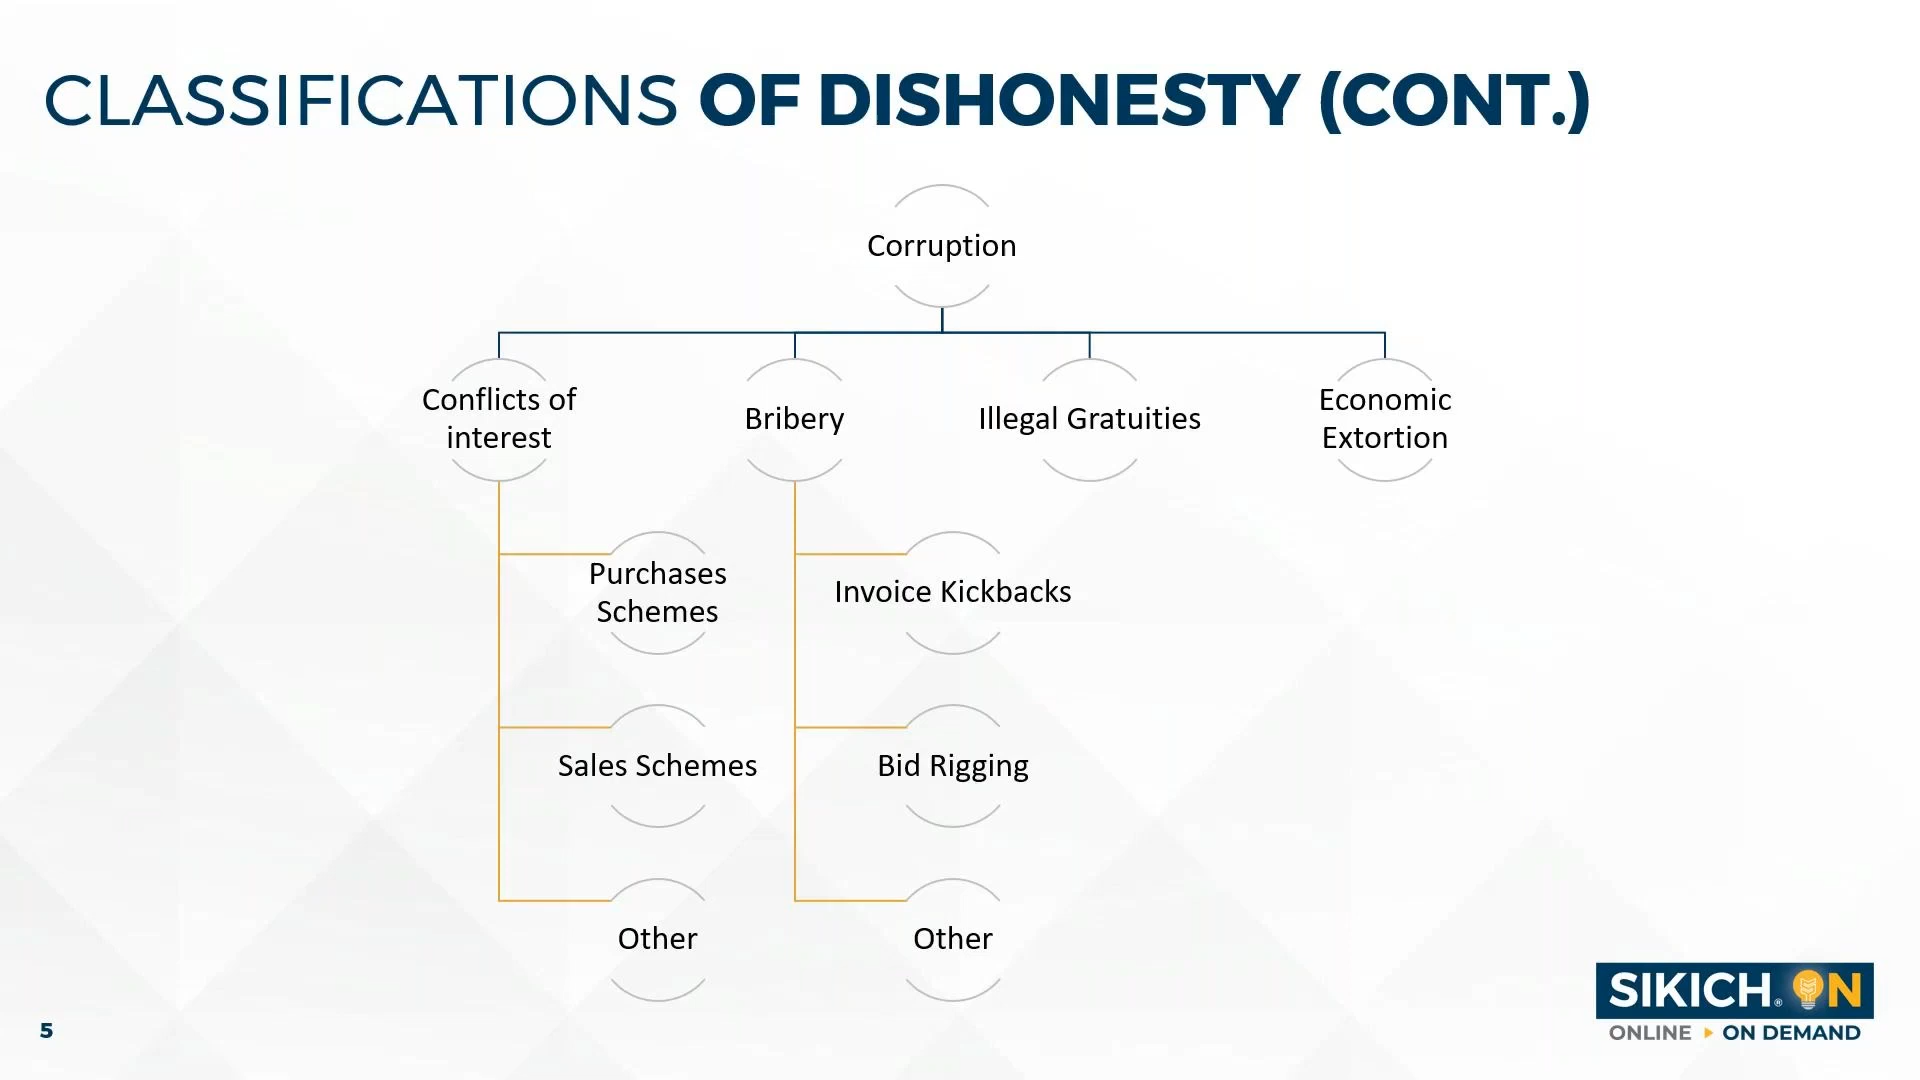 CLASSIFICATIONS OF DISHONESTY (CONT.)
Corruption
Conflicts of
interest
Bribery
Illegal Gratuities
Economic
Extortion
Purchases
Schemes
Invoice Kickbacks
Sales Schemes
Bid Rigging
Other
Other
5
SIKICH® ON
ONLINE ▸ ON DEMAND